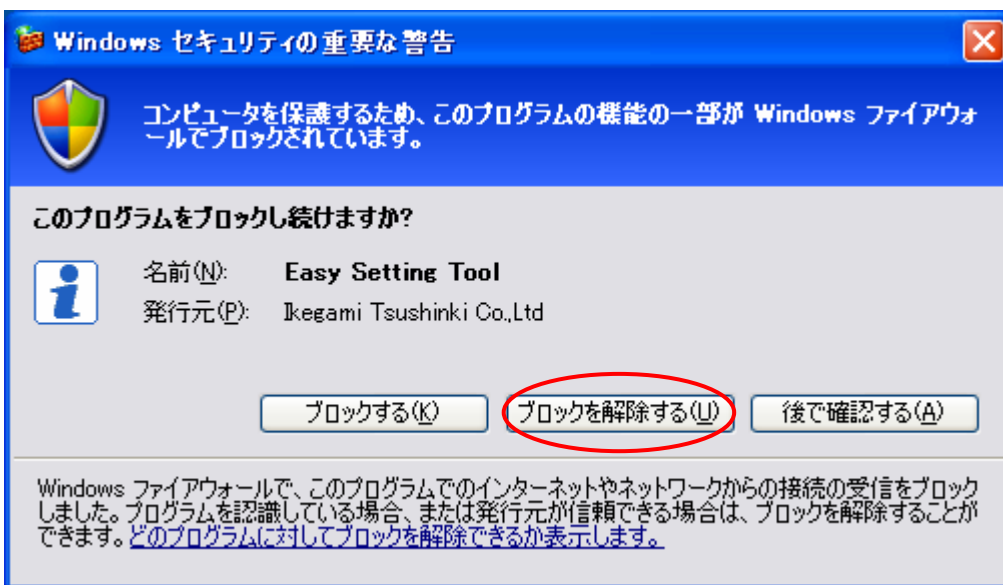 Windows セキュリティの重要な警告
コンピュータを保護するため、このプログラムの機能の一部が Windows ファイアウォ
ールでブロックされています。
このプログラムをブロックし続けますか?
名前(N): Easy Setting Tool
発行元(P): Ikegami Tsushinki Co.,Ltd
ブロックする(K) ブロックを解除する(U) 後で確認する(A)
Windows ファイアウォールで、このプログラムでのインターネットやネットワークからの接続の受信をブロック
しました。プログラムを認識している場合、または発行元が信頼できる場合は、ブロックを解除することが
できます。どのプログラムに対してブロックを解除できるか表示します。